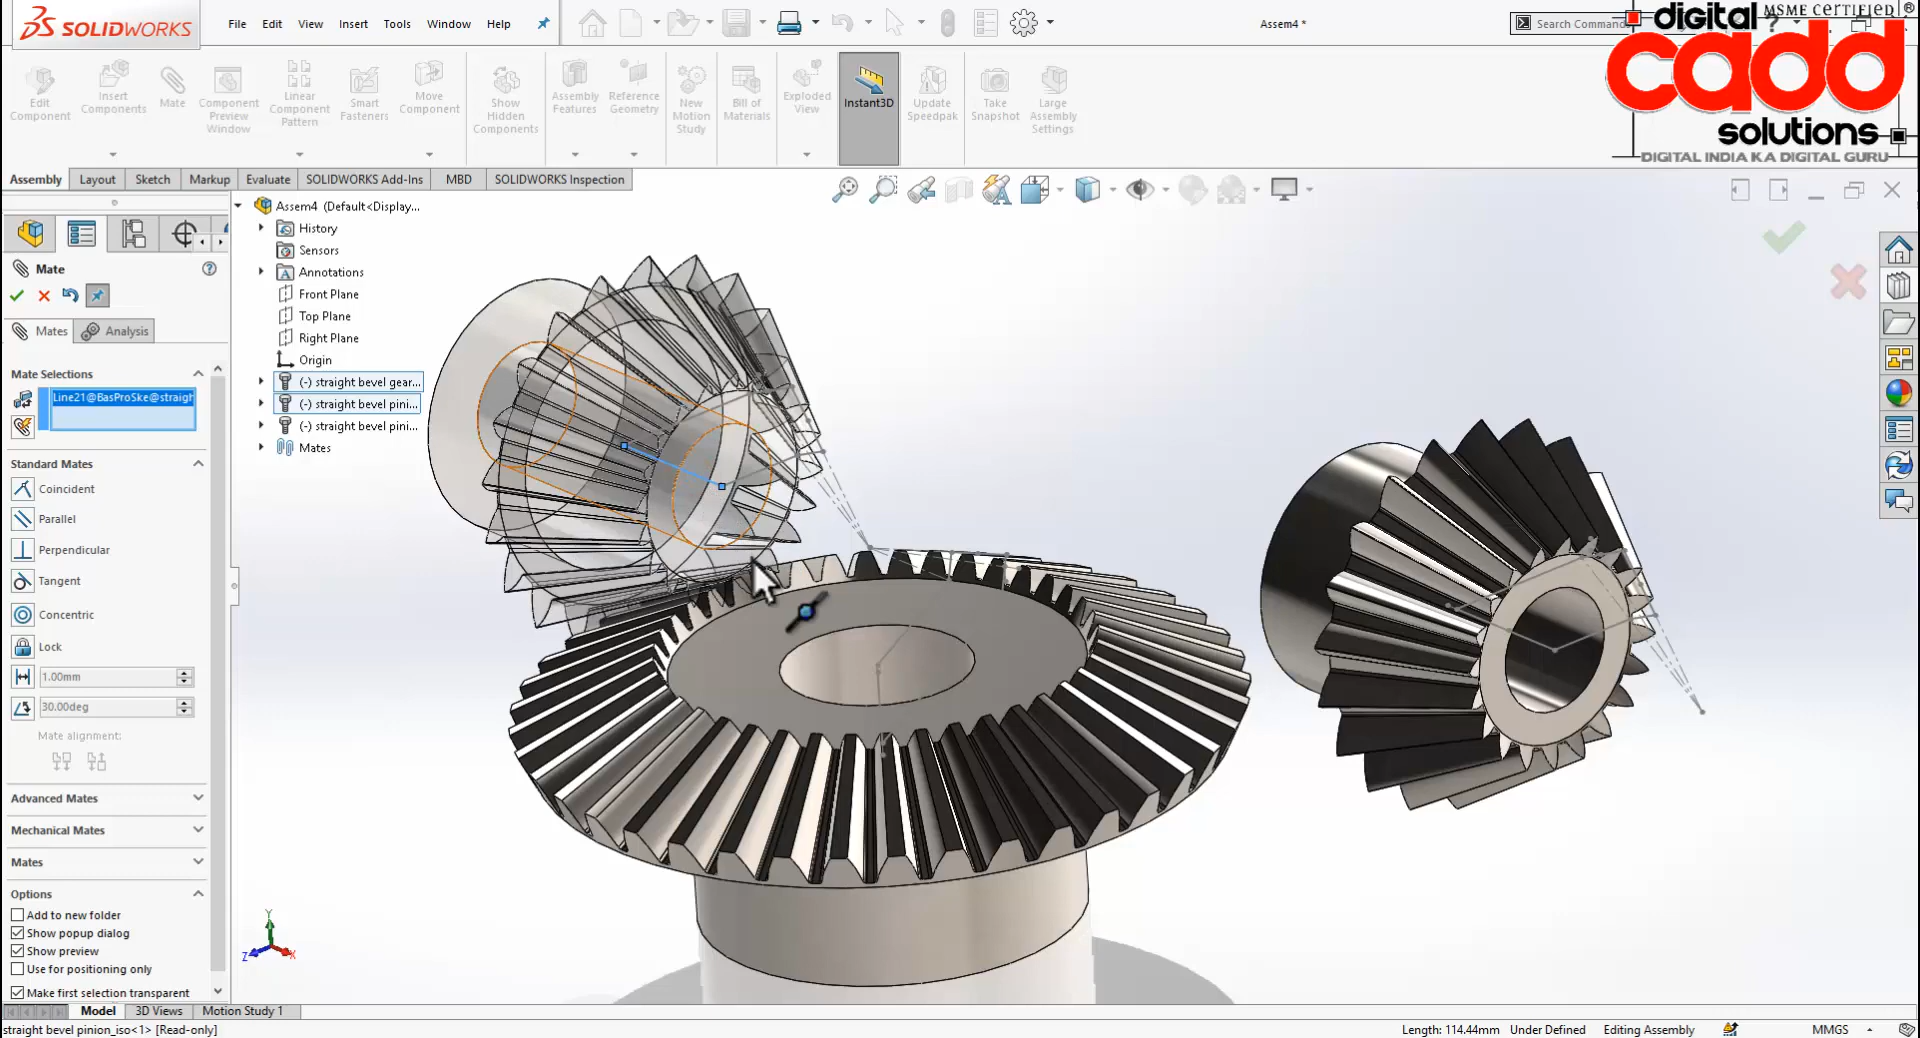 SOLIDWORKS
File Edit View Insert Tools Window Help
Assem4 *
Search Command
MSME CERTIFIED
®
digital
cadd
solutions
DIGITAL INDIA KA DIGITAL GURU
Edit Component
Insert Components
Mate
Component Preview Window
Linear Component Pattern
Smart Fasteners
Move Component
Show Hidden Components
Assembly Features
Reference Geometry
New Motion Study
Bill of Materials
Exploded View
Instant3D
Update Speedpak
Take Snapshot
Large Assembly Settings
Assembly Layout Sketch Markup Evaluate SOLIDWORKS Add-Ins MBD SOLIDWORKS Inspection
Assem4 (Default<Display...
History
Sensors
Annotations
Front Plane
Top Plane
Right Plane
Origin
(-) straight bevel gear...
(-) straight bevel pini...
(-) straight bevel pini...
Mates
Mate
Mates Analysis
Mate Selections
Line21@BasProSke@straigh
Standard Mates
Coincident
Parallel
Perpendicular
Tangent
Concentric
Lock
1.00mm
30.00deg
Mate alignment:
Advanced Mates
Mechanical Mates
Mates
Options
Add to new folder
Show popup dialog
Show preview
Use for positioning only
Make first selection transparent
Y
Z
X
Model 3D Views Motion Study 1
straight bevel pinion_iso<1> [Read-only]
Length: 114.44mm Under Defined Editing Assembly MMGS